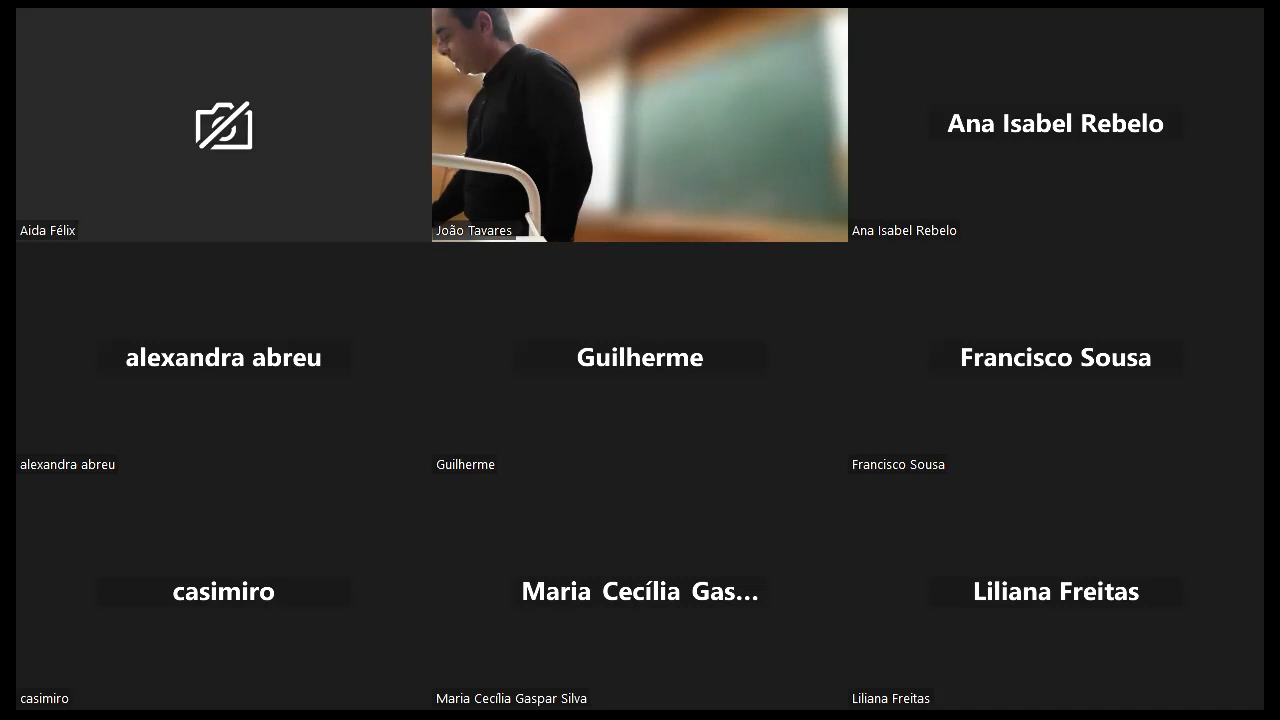 Aida Félix
João Tavares
Ana Isabel Rebelo
Ana Isabel Rebelo
alexandra abreu
alexandra abreu
Guilherme
Guilherme
Francisco Sousa
Francisco Sousa
casimiro
casimiro
Maria Cecília Gas...
Maria Cecília Gaspar Silva
Liliana Freitas
Liliana Freitas